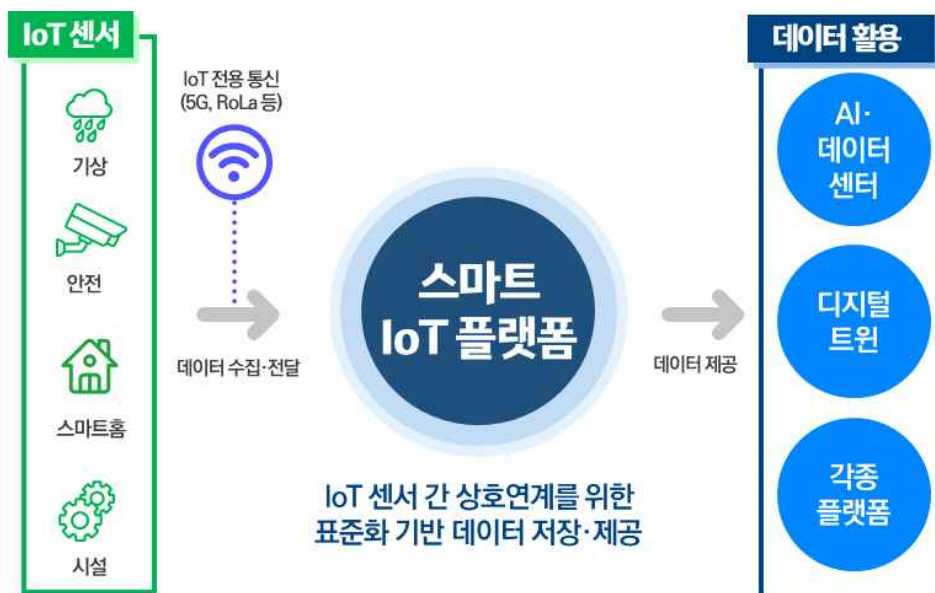 IoT 센서
기상
안전
스마트홈
시설
IoT 전용 통신
(5G, RoLa 등)
데이터 수집·전달
스마트
IoT 플랫폼
IoT 센서 간 상호연계를 위한
표준화 기반 데이터 저장·제공
데이터 제공
데이터 활용
AI·
데이터
센터
디지털
트윈
각종
플랫폼